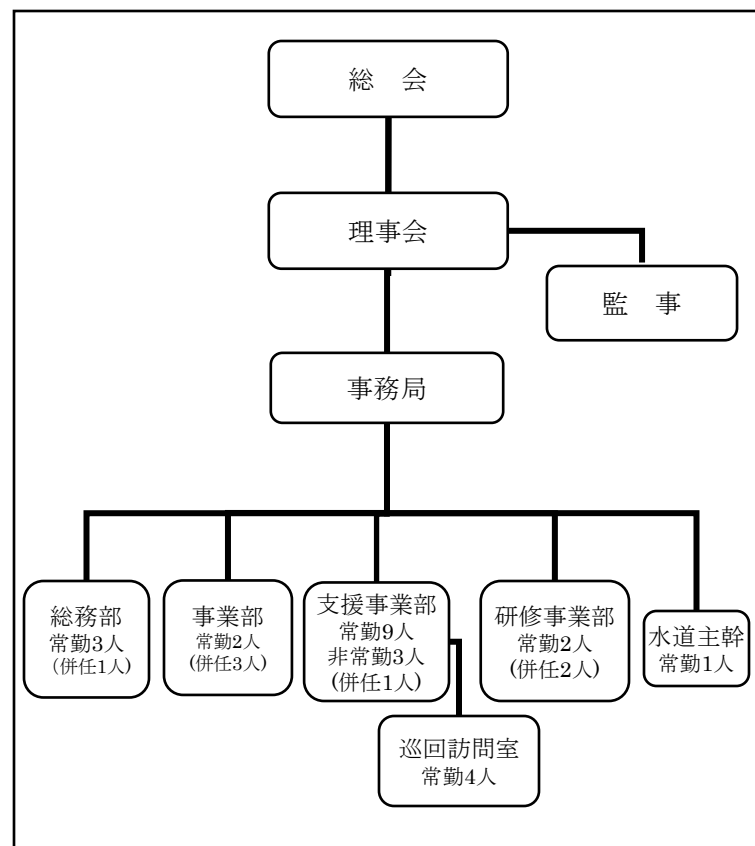 総　会
理事会
監　事
事務局
総務部
常勤3人
（併任1人）
事業部
常勤2人
(併任3人)
支援事業部
常勤9人
非常勤3人
(併任1人)
研修事業部
常勤2人
(併任2人)
水道主幹
常勤1人
巡回訪問室
常勤4人